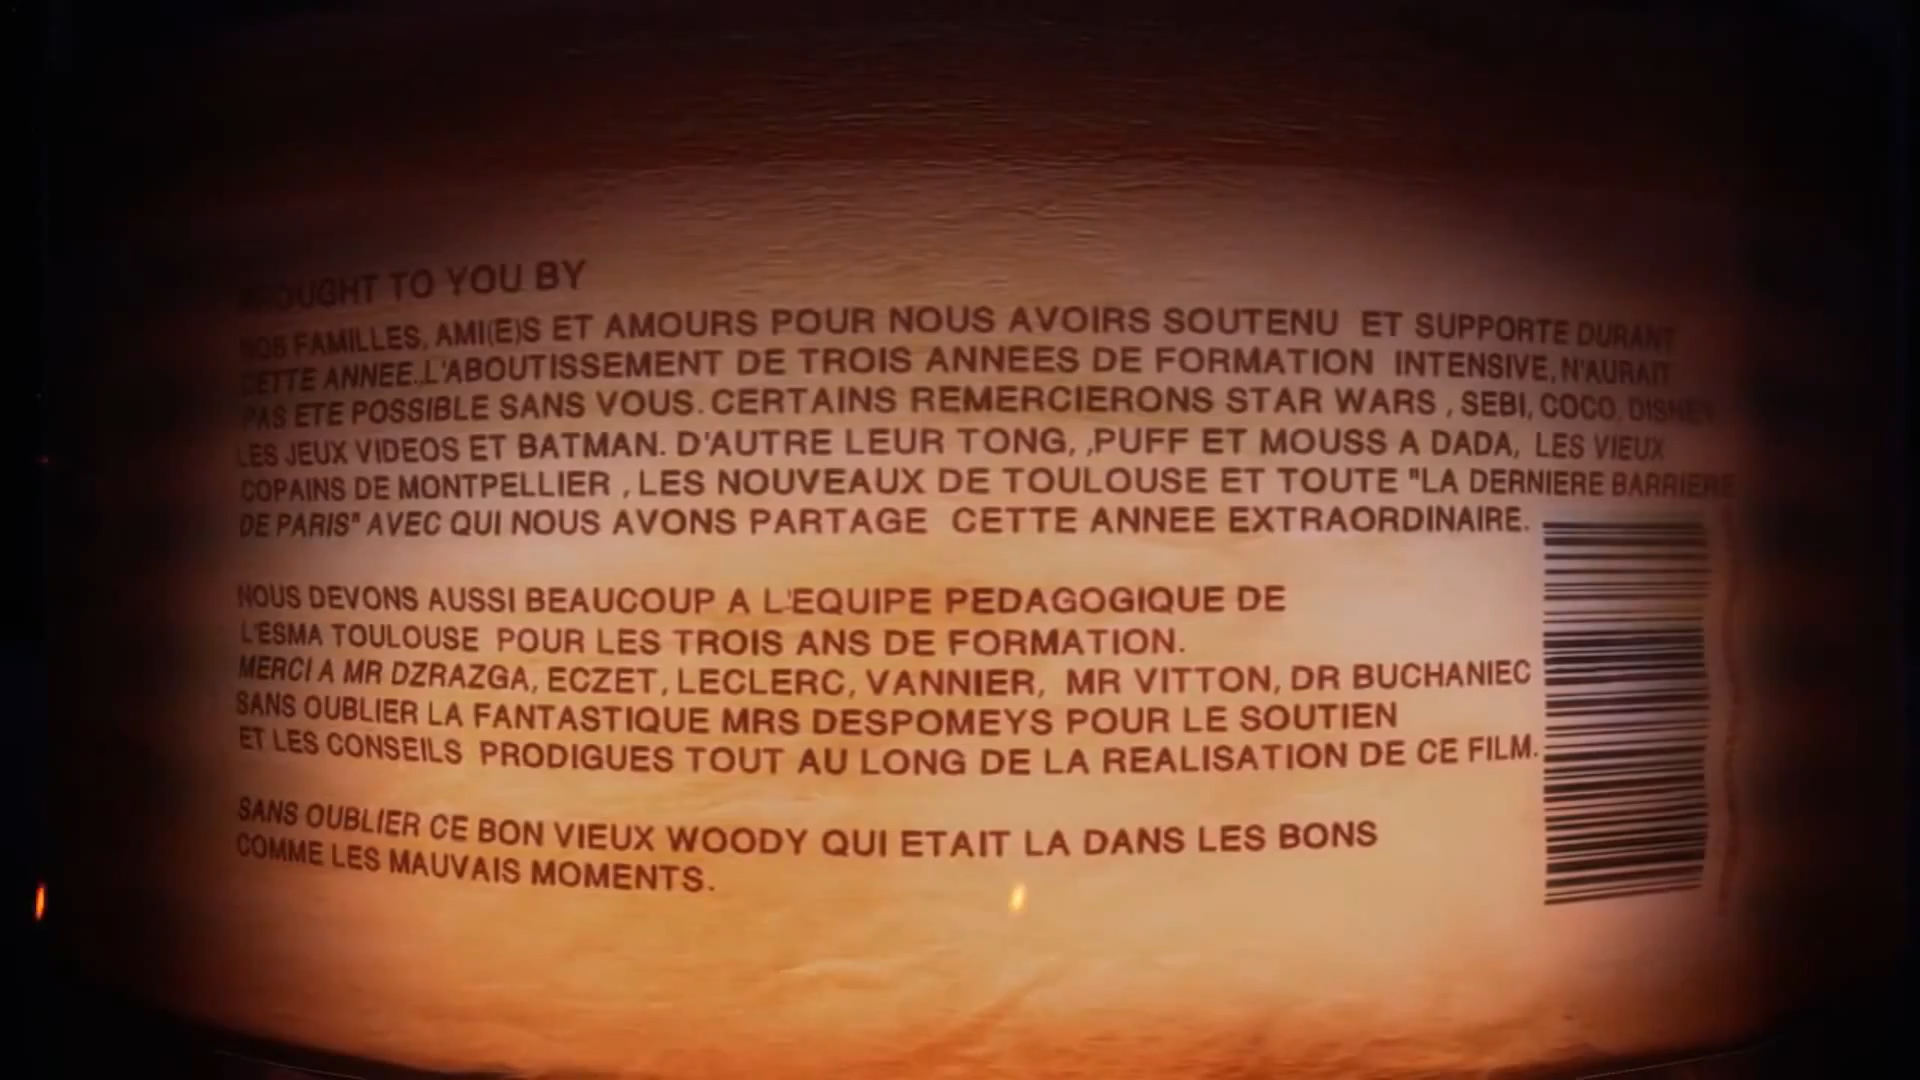 BROUGHT TO YOU BY
NOS FAMILLES, AMI(E)S ET AMOURS POUR NOUS AVOIRS SOUTENU ET SUPPORTE DURANT
CETTE ANNEE.L'ABOUTISSEMENT DE TROIS ANNEES DE FORMATION INTENSIVE, N'AURAIT
PAS ETE POSSIBLE SANS VOUS. CERTAINS REMERCIERONS STAR WARS , SEBI, COCO, DISNEY
LES JEUX VIDEOS ET BATMAN. D'AUTRE LEUR TONG, ,PUFF ET MOUSS A DADA, LES VIEUX
COPAINS DE MONTPELLIER , LES NOUVEAUX DE TOULOUSE ET TOUTE "LA DERNIERE BARRIERE
DE PARIS" AVEC QUI NOUS AVONS PARTAGE CETTE ANNEE EXTRAORDINAIRE.
NOUS DEVONS AUSSI BEAUCOUP A L'EQUIPE PEDAGOGIQUE DE
L'ESMA TOULOUSE POUR LES TROIS ANS DE FORMATION.
MERCI A MR DZRAZGA, ECZET, LECLERC, VANNIER, MR VITTON, DR BUCHANIEC
SANS OUBLIER LA FANTASTIQUE MRS DESPOMEYS POUR LE SOUTIEN
ET LES CONSEILS PRODIGUES TOUT AU LONG DE LA REALISATION DE CE FILM.
SANS OUBLIER CE BON VIEUX WOODY QUI ETAIT LA DANS LES BONS
COMME LES MAUVAIS MOMENTS.